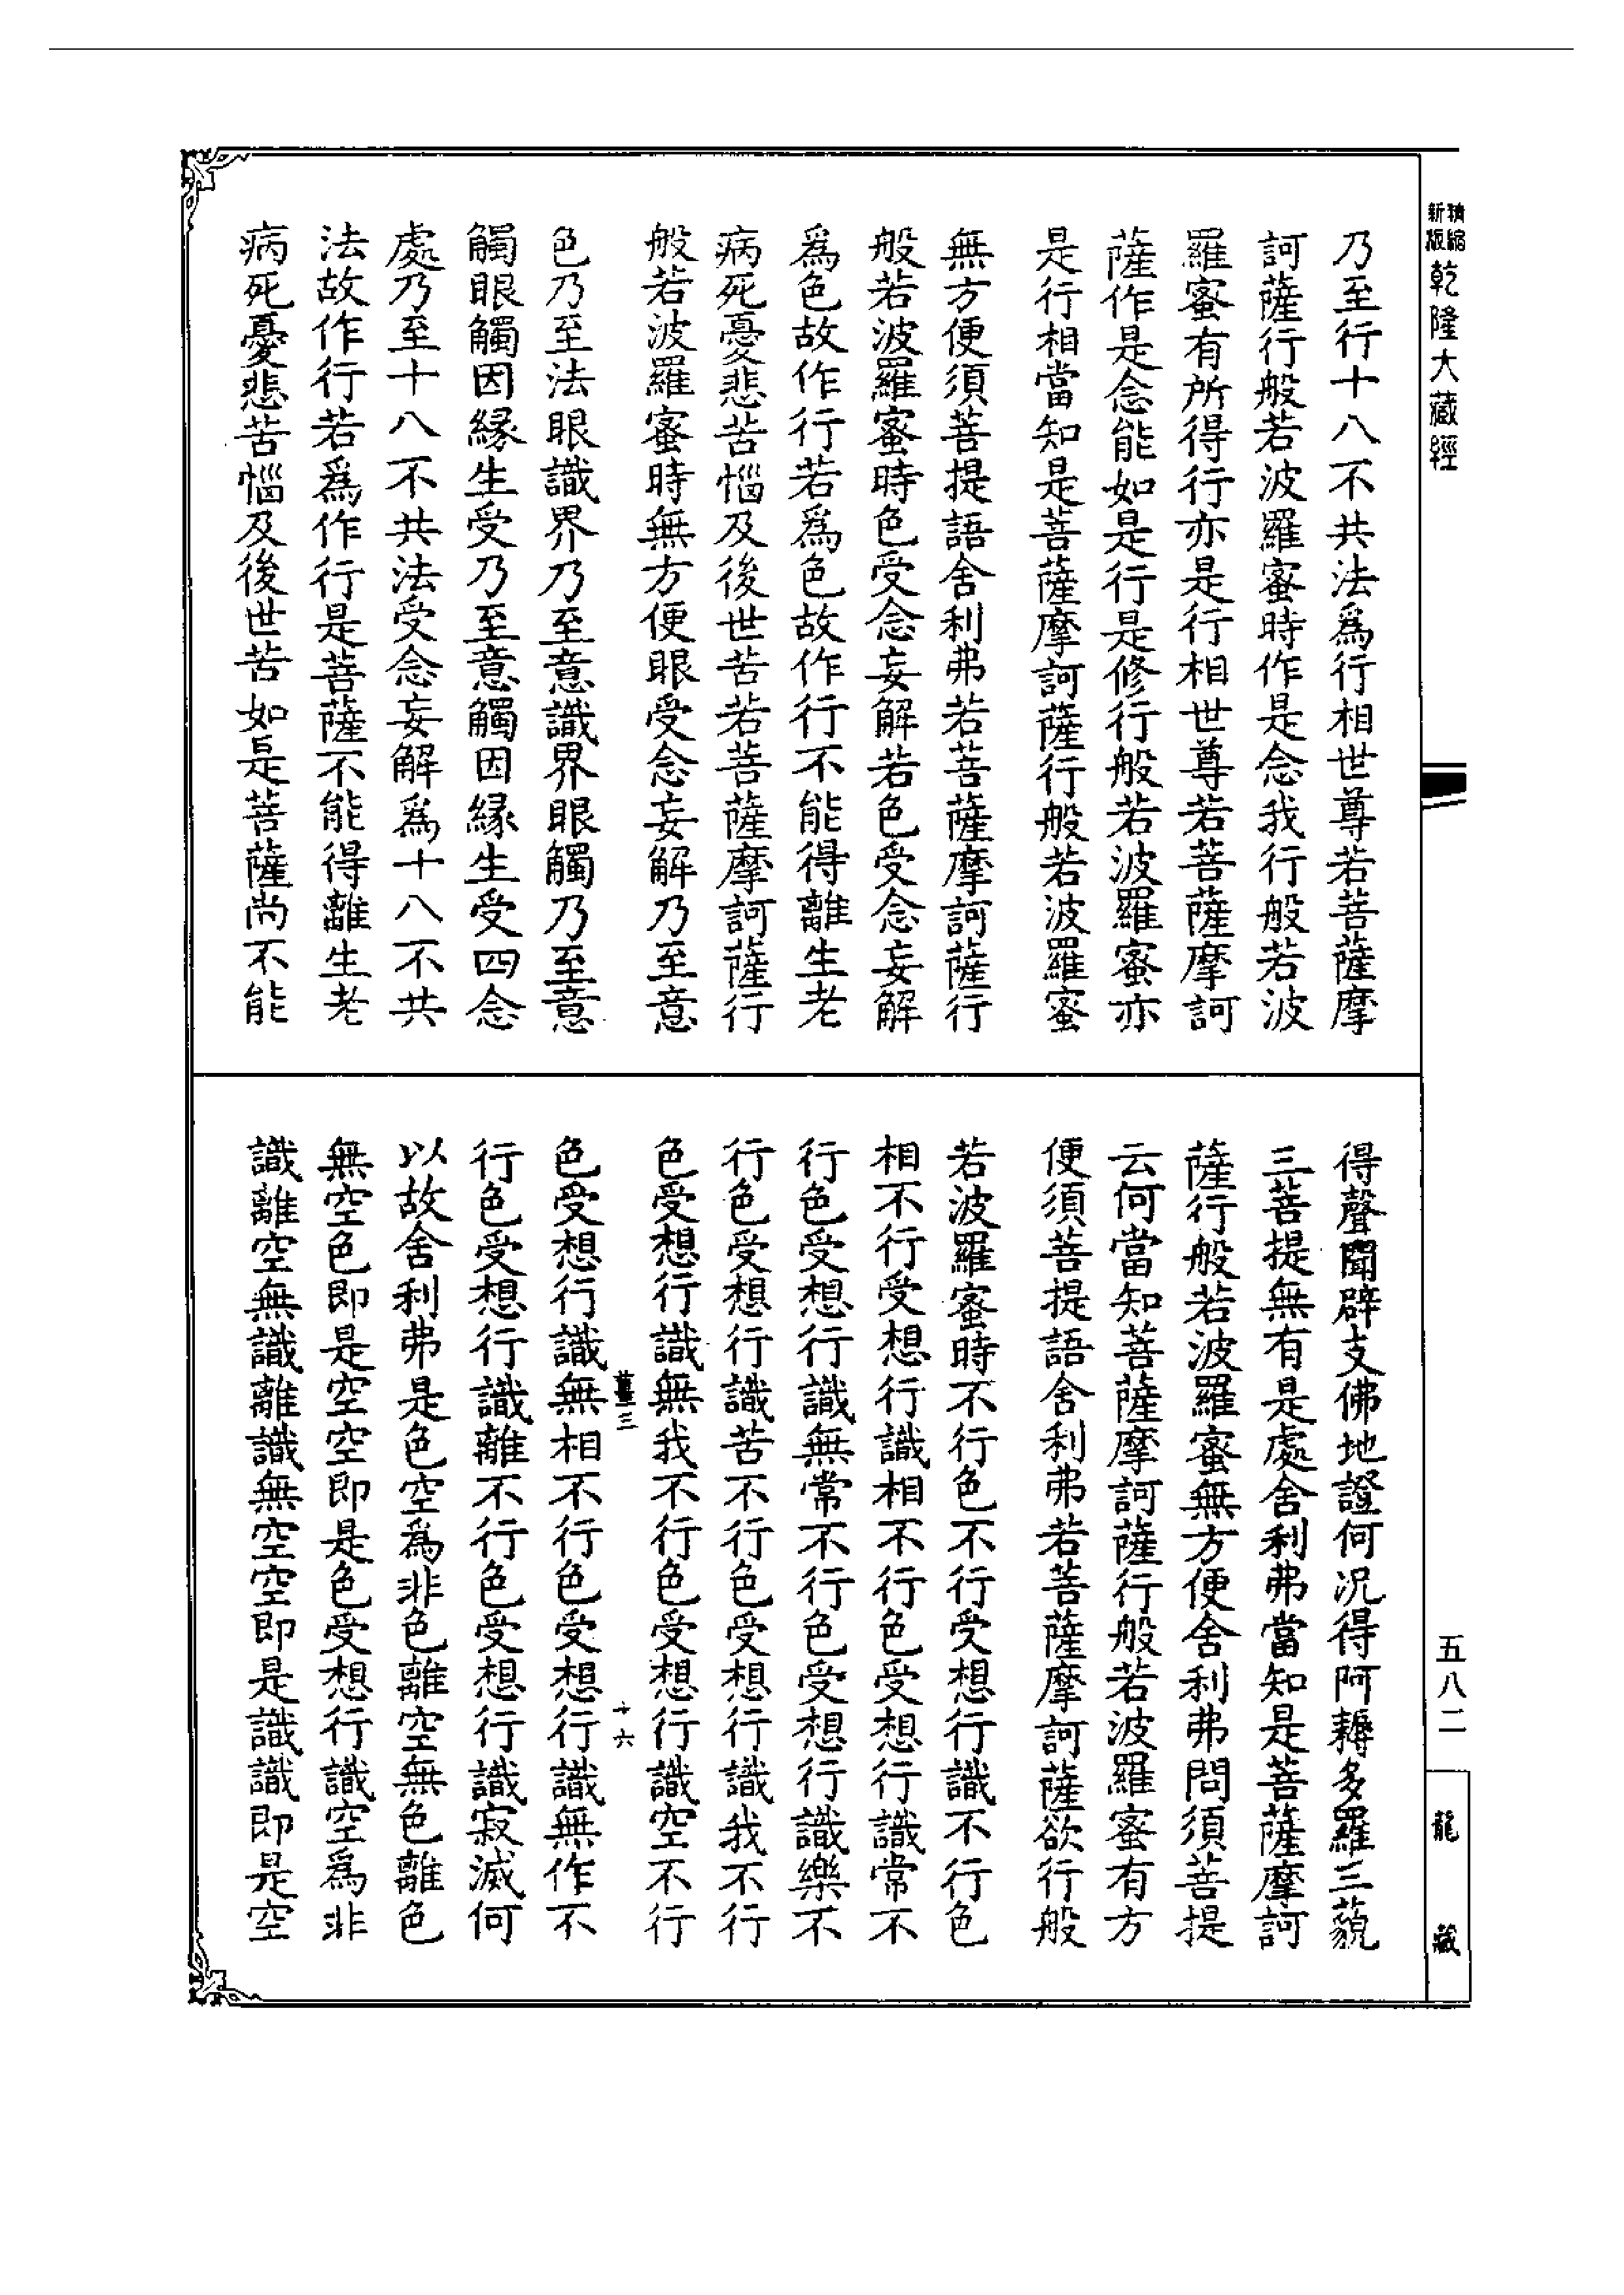 精縮新版乾隆大藏經
乃至行十八不共法爲行相世尊若菩薩摩
訶薩行般若波羅蜜時作是念我行般若波
羅蜜有所得行亦是行相世尊若菩薩摩訶
薩作是念能如是行是修行般若波羅蜜亦
是行相當知是菩薩摩訶薩行般若波羅蜜
無方便須菩提語舍利弗若菩薩摩訶薩行
般若波羅蜜時色受念妄解若色受念妄解
爲色故作行若爲色故作行不能得離生老
病死憂悲苦惱及後世苦若菩薩摩訶薩行
般若波羅蜜時無方便眼受念妄解乃至意
色乃至法眼識界乃至意識界眼觸乃至意
觸眼觸因緣生受乃至意觸因緣生受四念
處乃至十八不共法受念妄解爲十八不共
法故作行若爲作行是菩薩不能得離生老
病死憂悲苦惱及後世苦如是菩薩尚不能
得聲聞辟支佛地證何況得阿耨多羅三藐
三菩提無有是處舍利弗當知是菩薩摩訶
薩行般若波羅蜜無方便舍利弗問須菩提
云何當知菩薩摩訶薩行般若波羅蜜有方
便須菩提語舍利弗若菩薩摩訶薩欲行般
若波羅蜜時不行色不行受想行識不行色
相不行受想行識相不行色受想行識常不
行色受想行識無常不行色受想行識樂不
行色受想行識苦不行色受想行識我不行
色受想行識無我不行色受想行識空不行
薑三
十六
色受想行識無相不行色受想行識無作不
行色受想行識離不行色受想行識寂滅何
以故舍利弗是色空爲非色離空無色離色
無空色即是空空即是色受想行識空爲非
識離空無識離識無空空即是識識即是空
五八二
龍藏